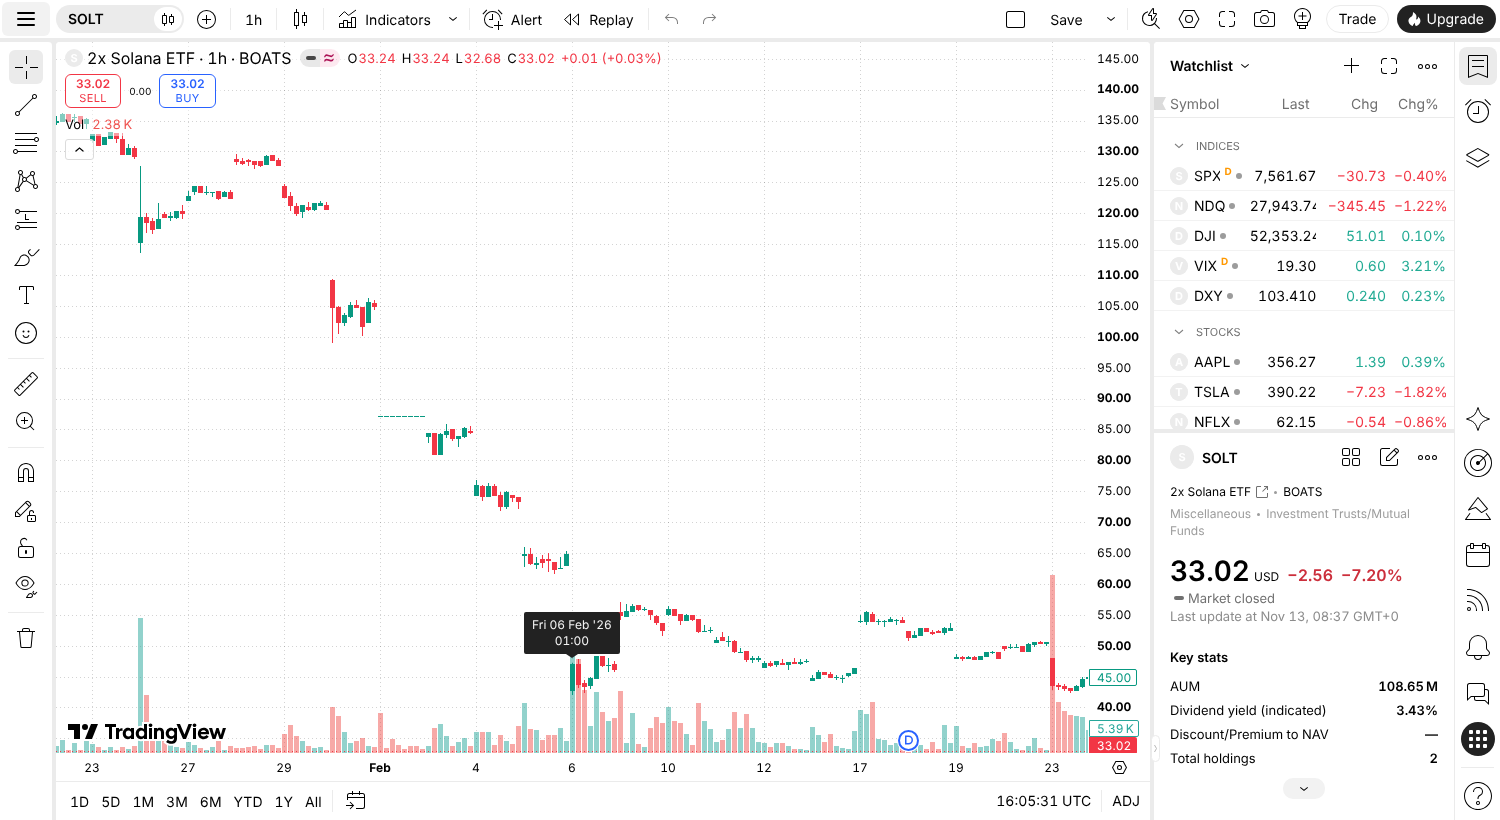 SOLT
1h
Indicators
Alert
Replay
Save
Trade
Upgrade
S 2x Solana ETF · 1h · BOATS O33.24 H33.24 L32.68 C33.02 +0.01 (+0.03%)
33.02 SELL
0.00
33.02 BUY
Vol 2.38 K
145.00
140.00
135.00
130.00
125.00
120.00
115.00
110.00
105.00
100.00
95.00
90.00
85.00
80.00
75.00
70.00
65.00
60.00
55.00
50.00
45.00
40.00
5.39 K
33.02
Fri 06 Feb '26
01:00
D
TradingView
23 27 29 Feb 4 6 10 12 17 19 23
1D 5D 1M 3M 6M YTD 1Y All
16:05:31 UTC ADJ
Watchlist
Symbol Last Chg Chg%
INDICES
S SPX D 7,561.67 −30.73 −0.40%
N NDQ 27,943.74 −345.45 −1.22%
D DJI 52,353.24 51.01 0.10%
V VIX D 19.30 0.60 3.21%
D DXY 103.410 0.240 0.23%
STOCKS
A AAPL 356.27 1.39 0.39%
T TSLA 390.22 −7.23 −1.82%
N NFLX 62.15 −0.54 −0.86%
S SOLT
2x Solana ETF • BOATS
Miscellaneous • Investment Trusts/Mutual
Funds
33.02 USD −2.56 −7.20%
Market closed
Last update at Nov 13, 08:37 GMT+0
Key stats
AUM 108.65 M
Dividend yield (indicated) 3.43%
Discount/Premium to NAV —
Total holdings 2